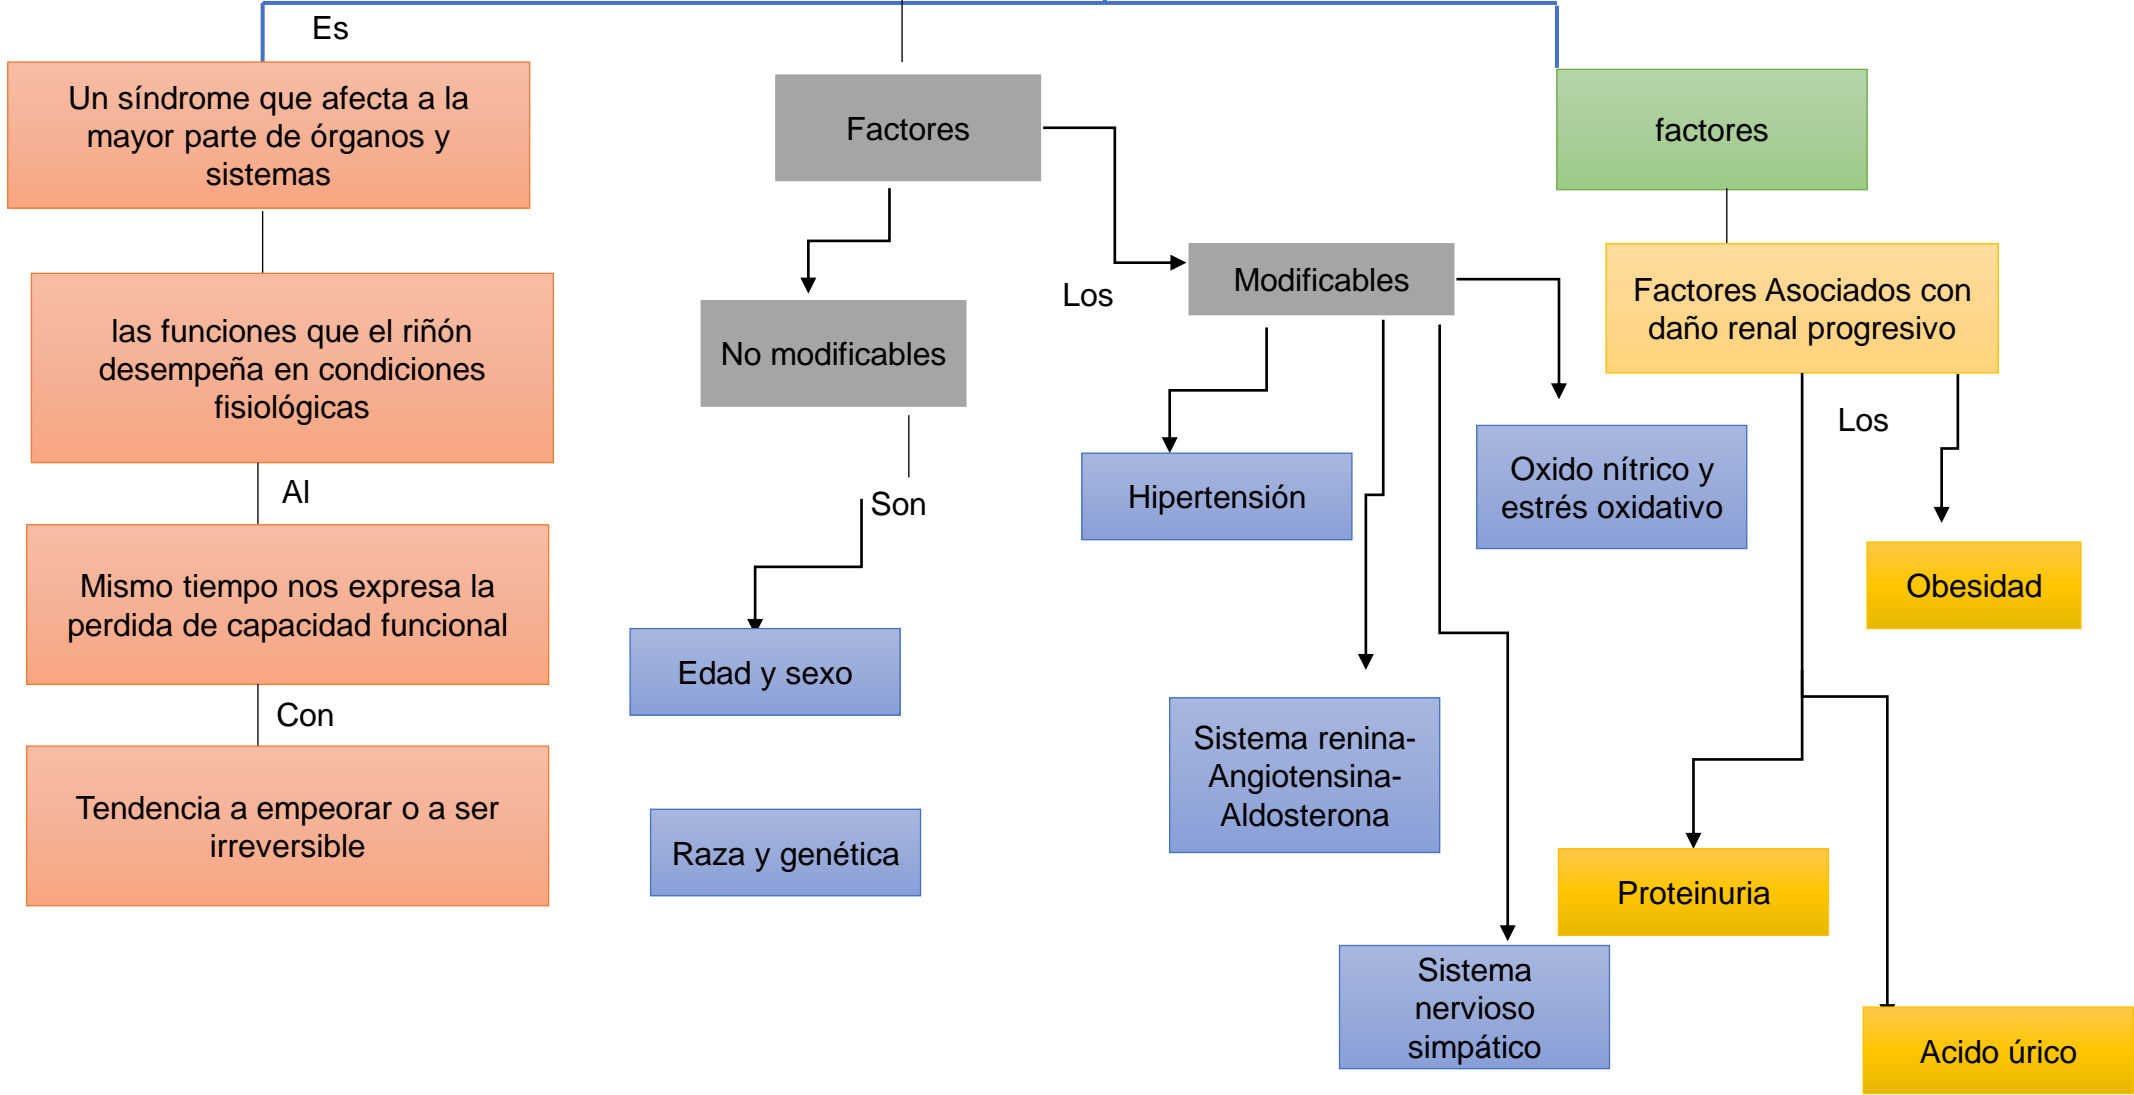 Es
Un síndrome que afecta a la
mayor parte de órganos y
sistemas
las funciones que el riñón
desempeña en condiciones
fisiológicas
Al
Mismo tiempo nos expresa la
perdida de capacidad funcional
Con
Tendencia a empeorar o a ser
irreversible
Factores
No modificables
Son
Edad y sexo
Raza y genética
Los
Modificables
Hipertensión
Sistema renina-
Angiotensina-
Aldosterona
Sistema
nervioso
simpático
Oxido nítrico y
estrés oxidativo
factores
Factores Asociados con
daño renal progresivo
Los
Obesidad
Proteinuria
Acido úrico